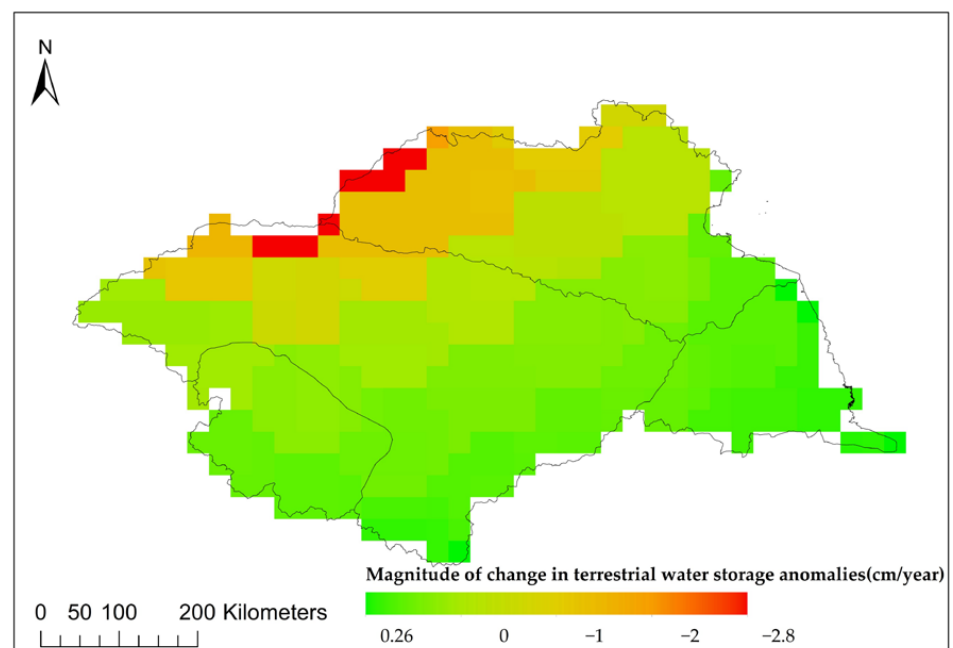 N
Magnitude of change in terrestrial water storage anomalies(cm/year)
0 50 100 200 Kilometers
0.26 0 −1 −2 −2.8